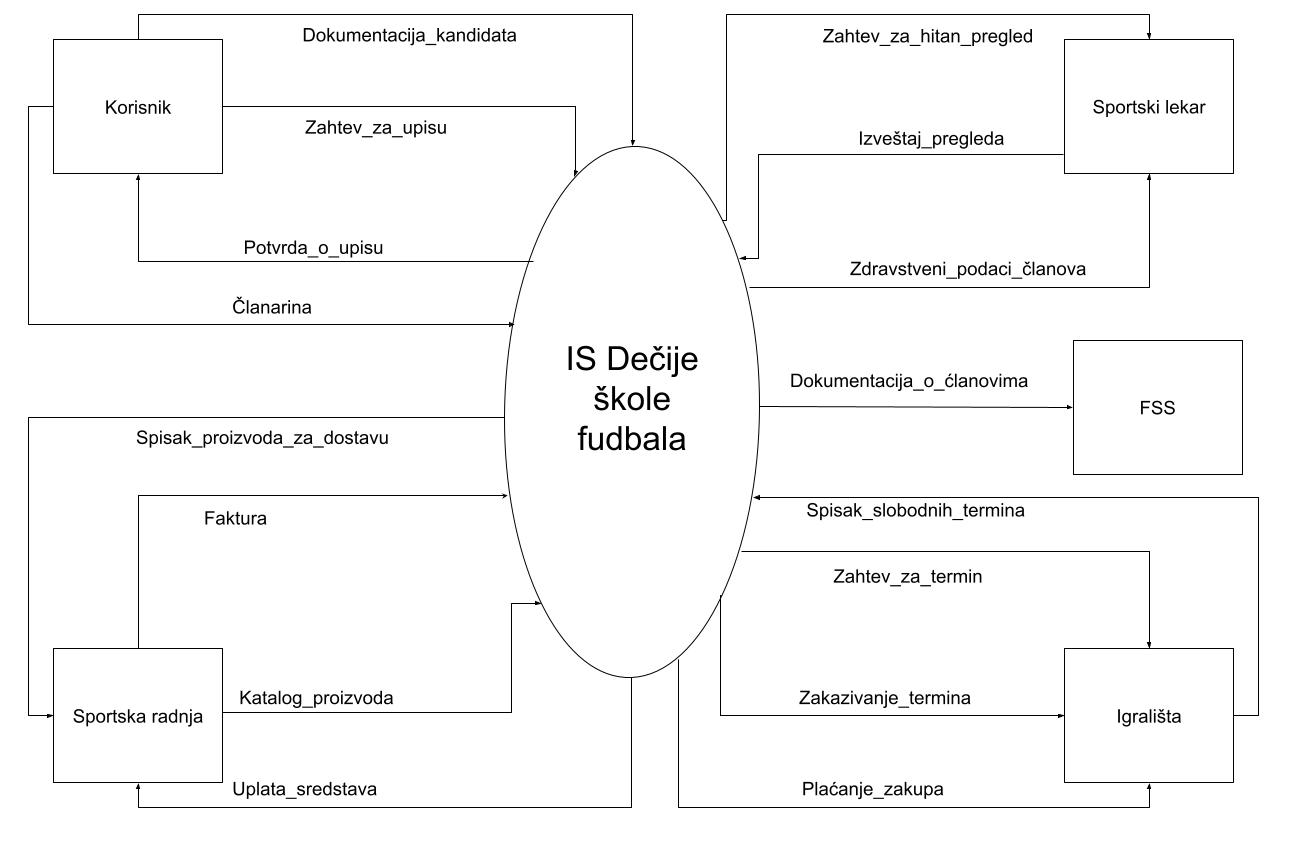 Dokumentacija_kandidata
Zahtev_za_hitan_pregled
Korisnik
Sportski lekar
Zahtev_za_upisu
Izveštaj_pregleda
Potvrda_o_upisu
Zdravstveni_podaci_članova
Članarina
IS Dečije
škole
fudbala
Dokumentacija_o_ćlanovima
FSS
Spisak_proizvoda_za_dostavu
Faktura
Spisak_slobodnih_termina
Zahtev_za_termin
Katalog_proizvoda
Zakazivanje_termina
Sportska radnja
Igrališta
Uplata_sredstava
Plaćanje_zakupa